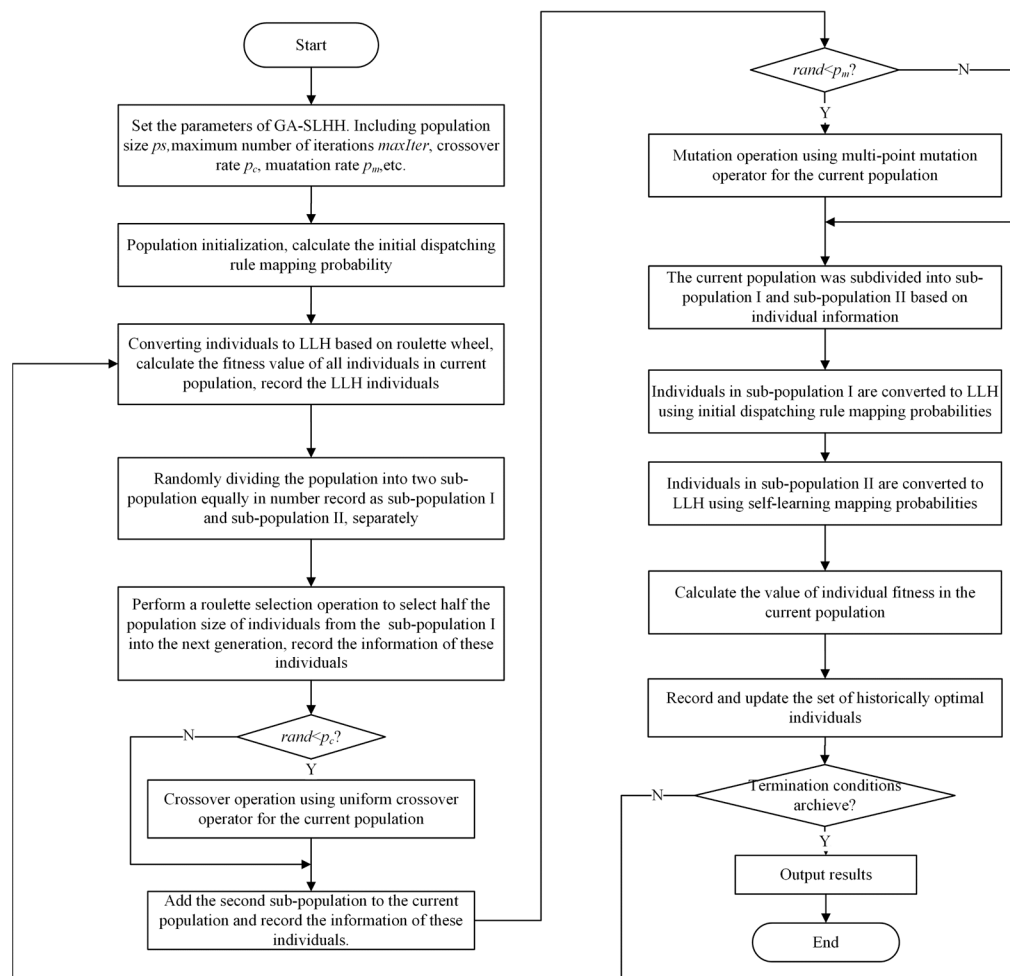 Start
Set the parameters of GA-SLHH. Including population
size ps,maximum number of iterations maxIter, crossover
rate pc, muatation rate pm,etc.
Population initialization, calculate the initial dispatching
rule mapping probability
Converting individuals to LLH based on roulette wheel,
calculate the fitness value of all individuals in current
population, record the LLH individuals
Randomly dividing the population into two sub-
population equally in number record as sub-population I
and sub-population II, separately
Perform a roulette selection operation to select half the
population size of individuals from the sub-population I
into the next generation, record the information of these
individuals
N
rand<pc?
Y
Crossover operation using uniform crossover
operator for the current population
Add the second sub-population to the current
population and record the information of these
individuals.
rand<pm?
N
Y
Mutation operation using multi-point mutation
operator for the current population
The current population was subdivided into sub-
population I and sub-population II based on
individual information
Individuals in sub-population I are converted to LLH
using initial dispatching rule mapping probabilities
Individuals in sub-population II are converted to
LLH using self-learning mapping probabilities
Calculate the value of individual fitness in the
current population
Record and update the set of historically optimal
individuals
N
Termination conditions
archieve?
Y
Output results
End